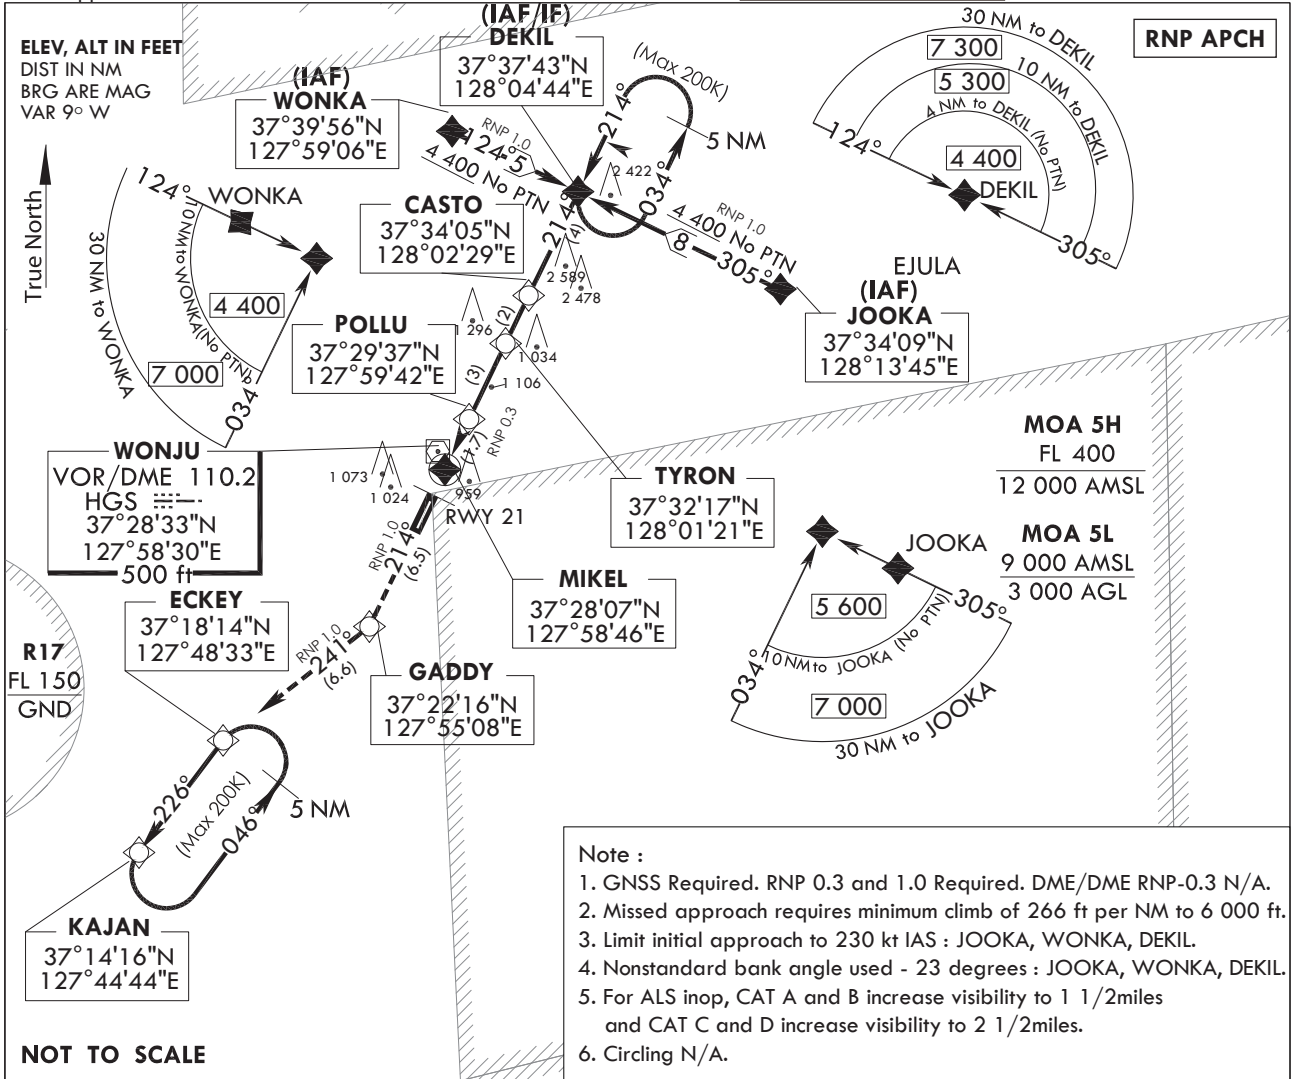 ELEV, ALT IN FEET
DIST IN NM
BRG ARE MAG
VAR 9° W
True North
RNP APCH
(IAF/IF)
DEKIL
37°37'43"N
128°04'44"E
(IAF)
WONKA
37°39'56"N
127°59'06"E
CASTO
37°34'05"N
128°02'29"E
POLLU
37°29'37"N
127°59'42"E
(Max 200K)
214°
034°
5 NM
RNP 1.0
124°
5
4 400 No PTN
2 422
RNP 1.0
4 400 No PTN
8
305°
EJULA
(IAF)
JOOKA
37°34'09"N
128°13'45"E
214°
(4)
2 589
2 478
(2)
1 296
1 034
(3)
1 106
(1.7)
RNP 0.3
1 073
1 024
959
RWY 21
30 NM to DEKIL
7 300
10 NM to DEKIL
5 300
4 NM to DEKIL (No PTN)
4 400
124°
DEKIL
305°
124°
WONKA
10 NM to WONKA (No PTN)
30 NM to WONKA
4 400
7 000
034°
WONJU
VOR/DME 110.2
HGS
37°28'33"N
127°58'30"E
500 ft
TYRON
37°32'17"N
128°01'21"E
MIKEL
37°28'07"N
127°58'46"E
MOA 5H
FL 400
12 000 AMSL
MOA 5L
9 000 AMSL
3 000 AGL
JOOKA
305°
5 600
10 NM to JOOKA (No PTN)
034°
7 000
30 NM to JOOKA
RNP 1.0
214°
(6.5)
RNP 1.0
241°
(6.6)
ECKEY
37°18'14"N
127°48'33"E
GADDY
37°22'16"N
127°55'08"E
R17
FL 150
GND
226°
(Max 200K)
046°
5 NM
KAJAN
37°14'16"N
127°44'44"E
NOT TO SCALE
Note :
1. GNSS Required. RNP 0.3 and 1.0 Required. DME/DME RNP-0.3 N/A.
2. Missed approach requires minimum climb of 266 ft per NM to 6 000 ft.
3. Limit initial approach to 230 kt IAS : JOOKA, WONKA, DEKIL.
4. Nonstandard bank angle used - 23 degrees : JOOKA, WONKA, DEKIL.
5. For ALS inop, CAT A and B increase visibility to 1 1/2miles
and CAT C and D increase visibility to 2 1/2miles.
6. Circling N/A.